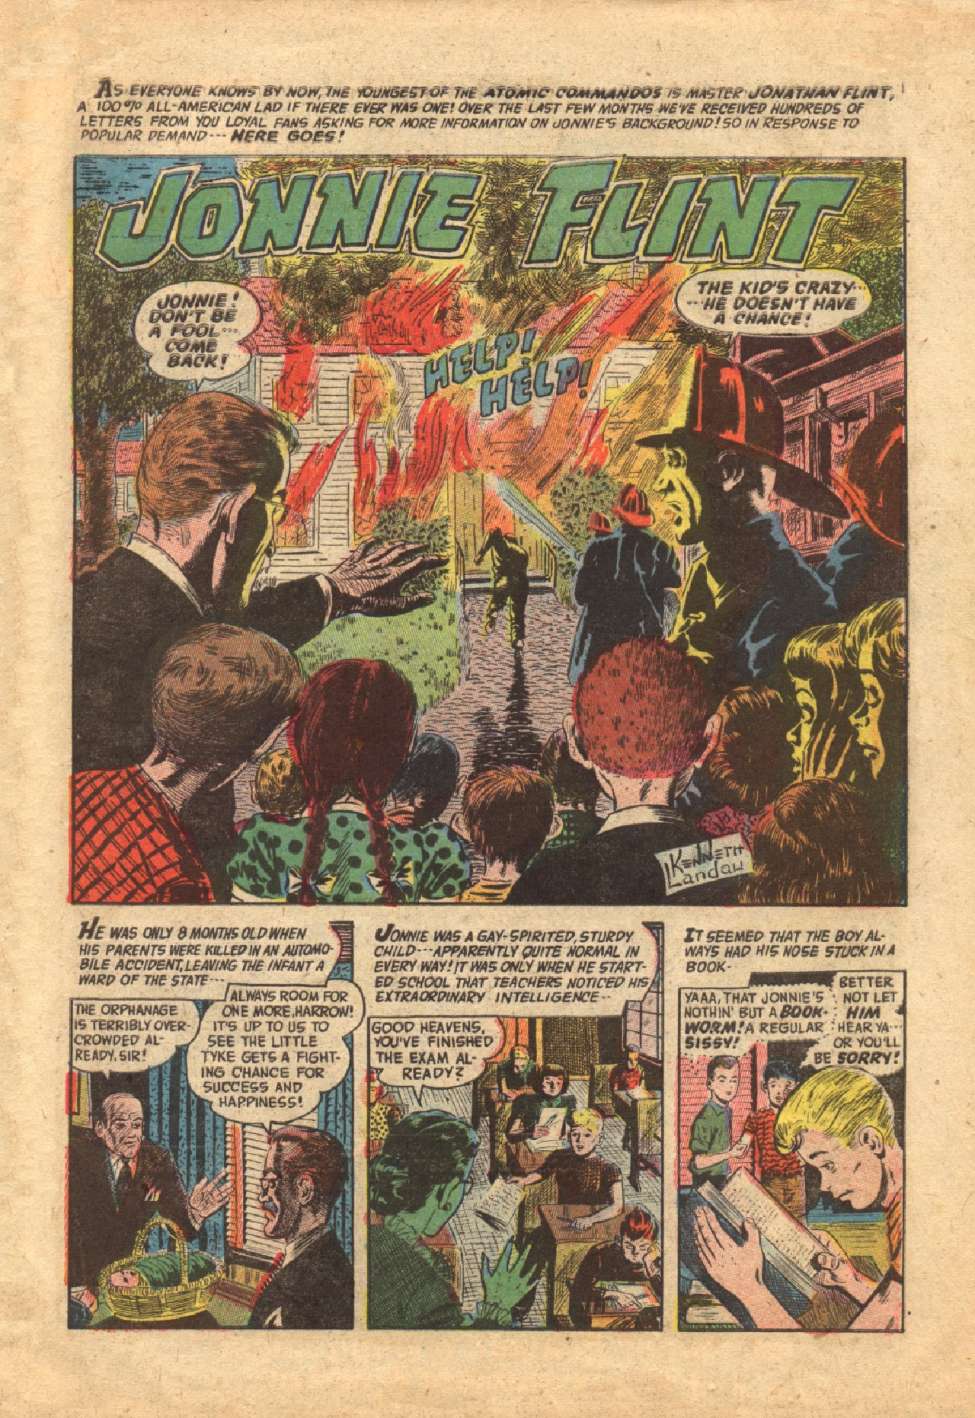 AS EVERYONE KNOWS BY NOW, THE YOUNGEST OF THE ATOMIC COMMANDOS IS MASTER JONATHAN FLINT,
A 100% ALL-AMERICAN LAD IF THERE EVER WAS ONE! OVER THE LAST FEW MONTHS WE'VE RECEIVED HUNDREDS OF
LETTERS FROM YOU LOYAL FANS ASKING FOR MORE INFORMATION ON JONNIE'S BACKGROUND! SO IN RESPONSE TO
POPULAR DEMAND--- HERE GOES!
JONNIE FLINT
JONNIE!
DON'T BE
A FOOL---
COME
BACK!
HELP!
HELP!
THE KID'S CRAZY---
---HE DOESN'T HAVE
A CHANCE!
KENNETH
LANDAU
HE WAS ONLY 8 MONTHS OLD WHEN
HIS PARENTS WERE KILLED IN AN AUTOMO-
BILE ACCIDENT, LEAVING THE INFANT A
WARD OF THE STATE---
THE ORPHANAGE
IS TERRIBLY OVER-
CROWDED AL-
READY, SIR!
ALWAYS ROOM FOR
ONE MORE, HARRON!
IT'S UP TO US TO
SEE THE LITTLE
TYKE GETS A FIGHT-
ING CHANCE FOR
SUCCESS AND
HAPPINESS!
JONNIE WAS A GAY-SPIRITED, STURDY
CHILD---APPARENTLY QUITE NORMAL IN
EVERY WAY! IT WAS ONLY WHEN HE START-
ED SCHOOL THAT TEACHERS NOTICED HIS
EXTRAORDINARY INTELLIGENCE--
GOOD HEAVENS,
YOU'VE FINISHED
THE EXAM AL-
READY?
IT SEEMED THAT THE BOY AL-
WAYS HAD HIS NOSE STUCK IN A
BOOK-
YAAA, THAT JONNIE'S
NOTHIN' BUT A BOOK-
WORM! A REGULAR
SISSY!
BETTER
NOT LET
HIM
HEAR YA---
OR YOU'LL
BE SORRY!